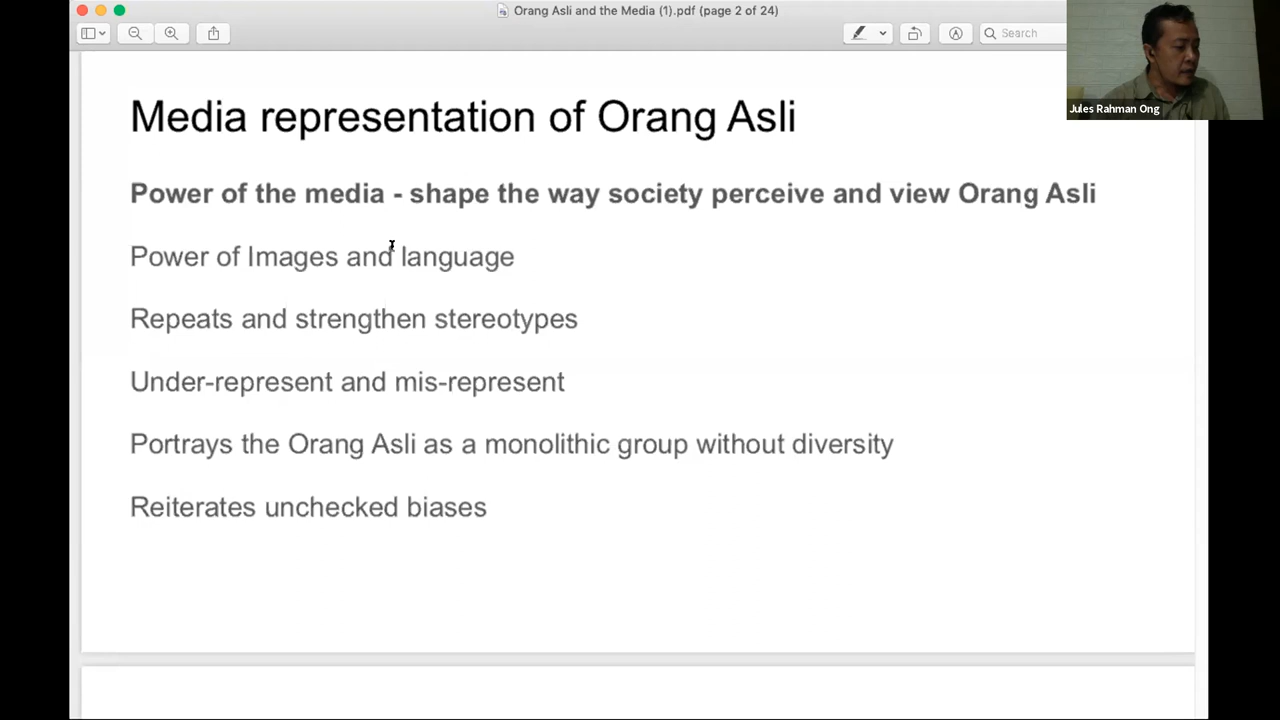 Orang Asli and the Media (1).pdf (page 2 of 24)
Search
Jules Rahman Ong
Media representation of Orang Asli
Power of the media - shape the way society perceive and view Orang Asli
Power of Images and language
Repeats and strengthen stereotypes
Under-represent and mis-represent
Portrays the Orang Asli as a monolithic group without diversity
Reiterates unchecked biases